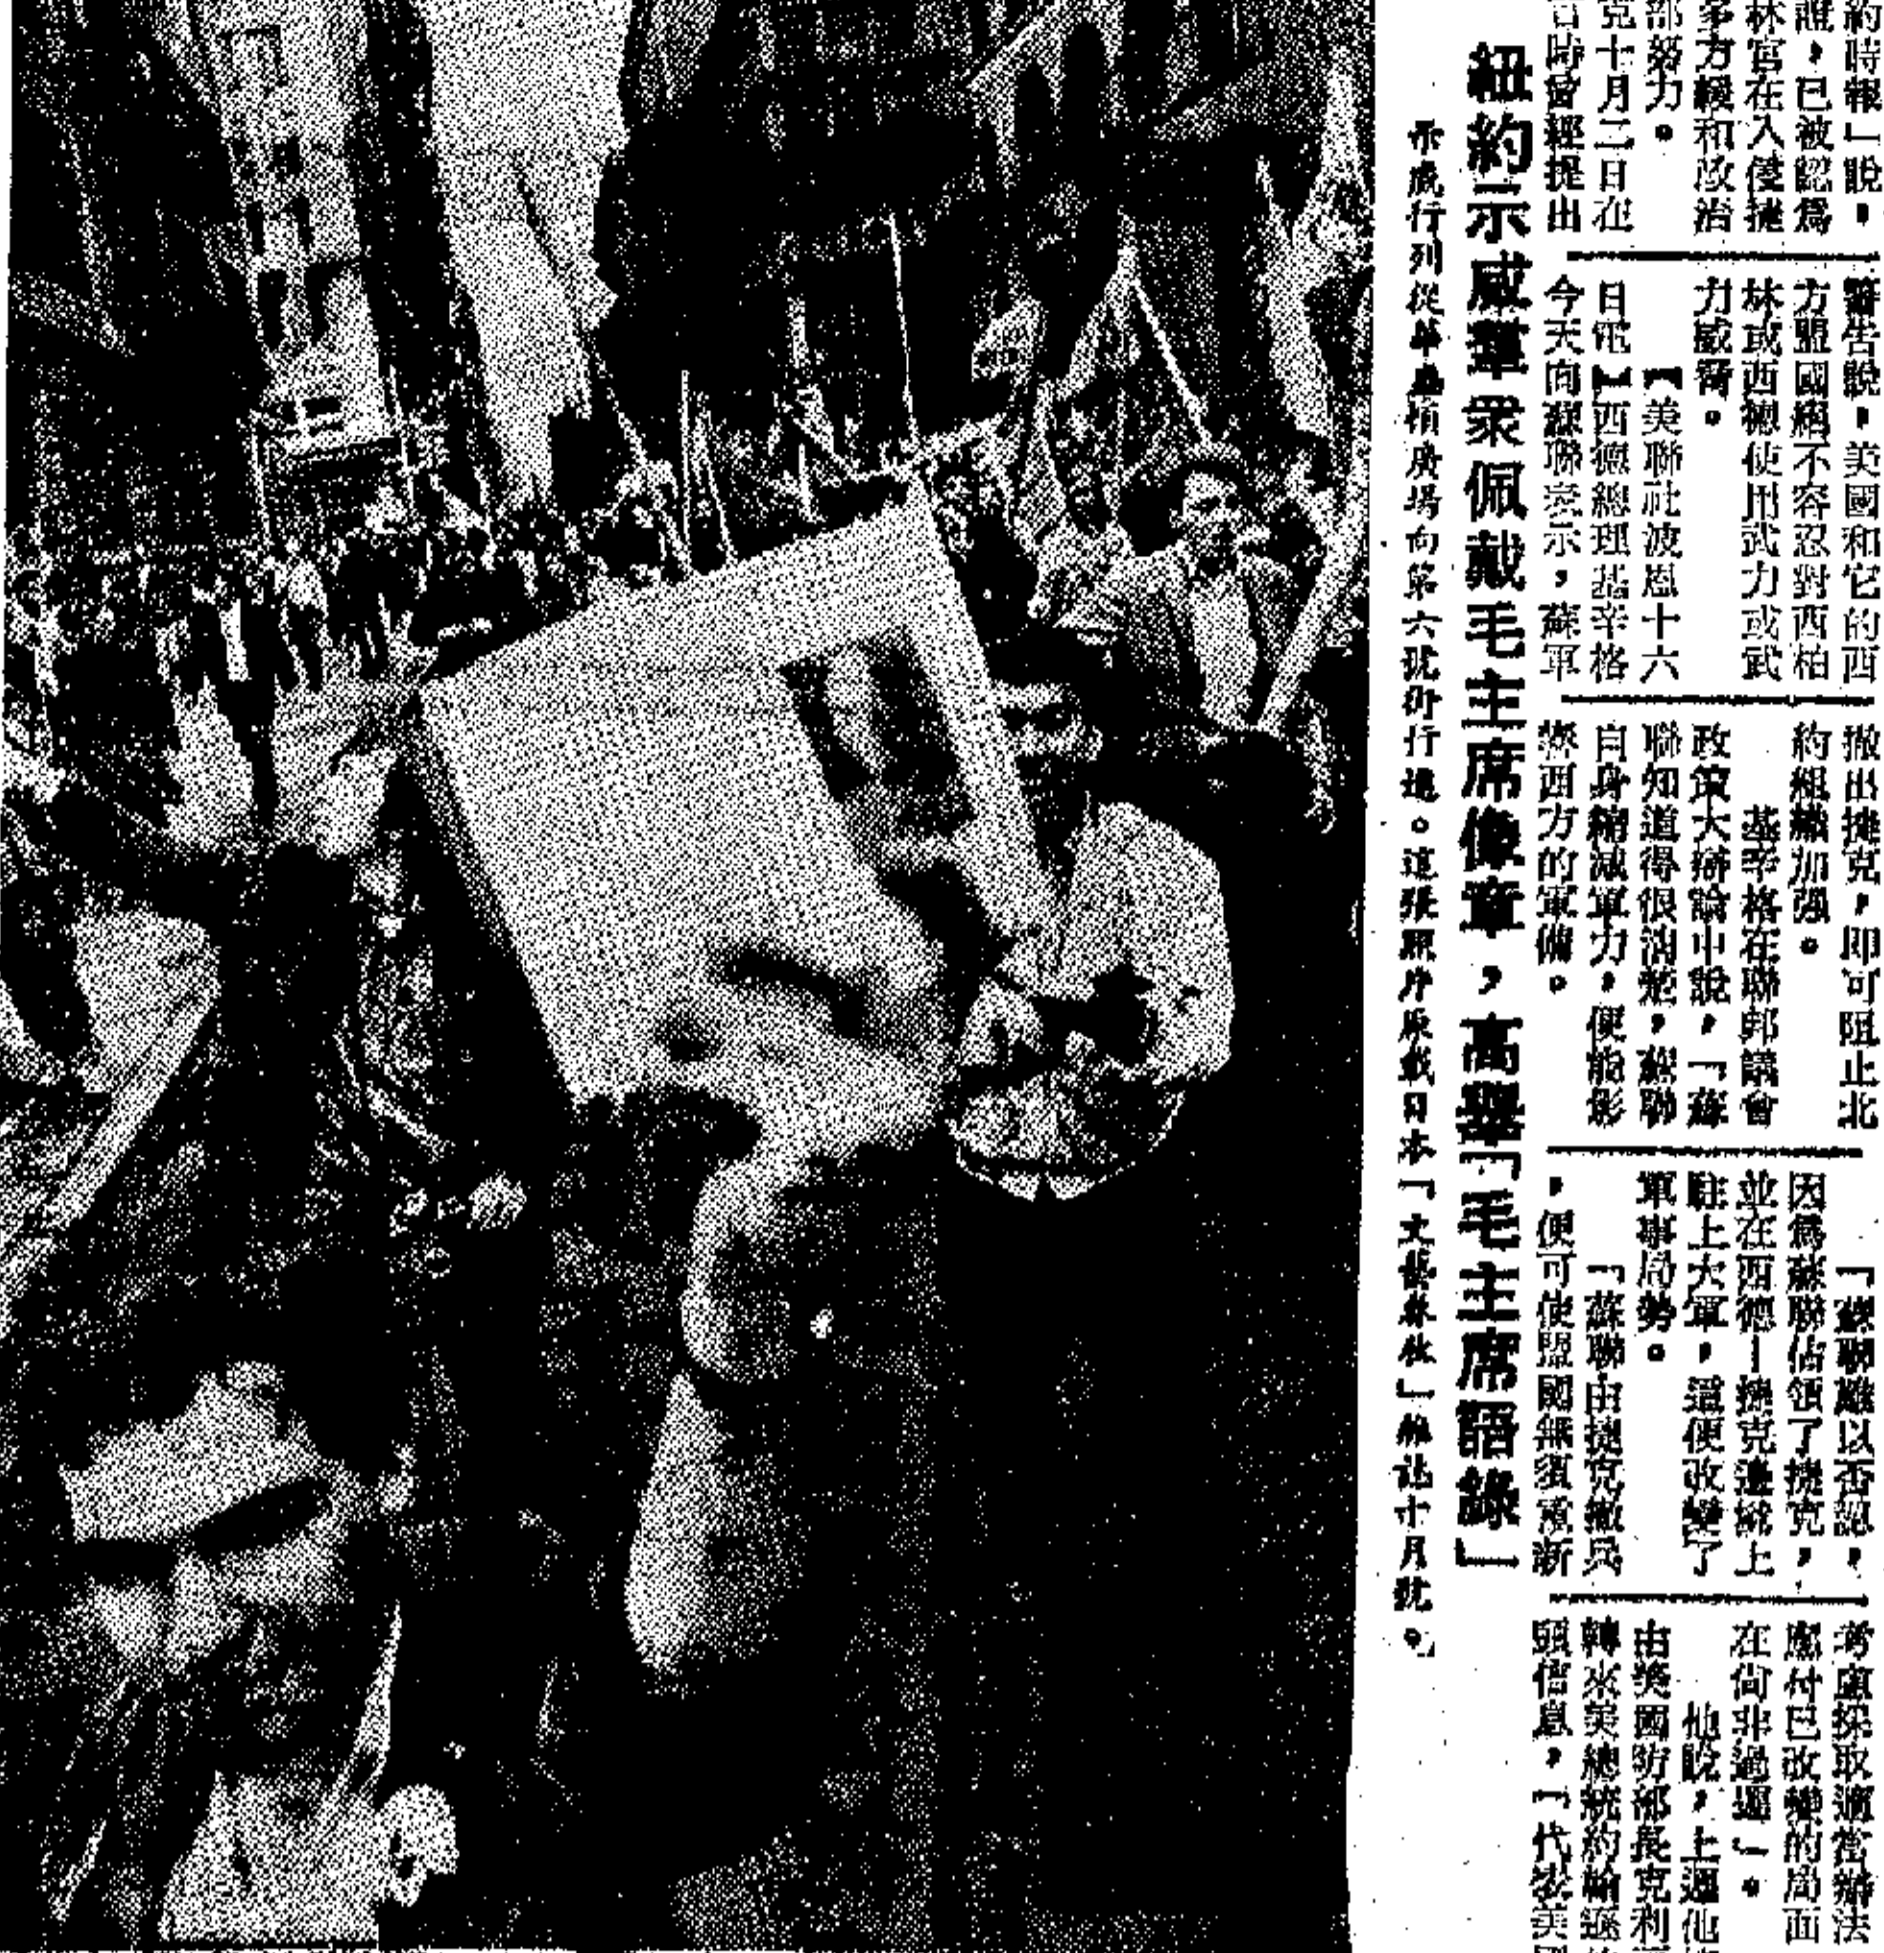 約時報」說，
證，已被認爲
林宮在入侵捷
多方緩和政治
部努力。
克十月二日在
言時曾經提出
警告說，美國和它的西
方盟國絕不容忍對西柏
林或西德使用武力或武
力威脅。
【美聯社波恩十六
日電】西德總理基辛格
今天向蘇聯表示，蘇軍
撤出捷克，即可阻止北
約組織加强。
基辛格在聯邦議會
政策大辯論中說，「蘇
聯知道得很清楚，蘇聯
自身縮減軍力，便能影
響西方的軍備。
「蘇聯難以否認，
因爲蘇聯佔領了捷克，
並在西德—捷克邊界上
駐上大軍，這便改變了
軍事局勢。
「蘇聯由捷克撤兵
，便可使盟國無須重新
考慮採取適當辦法
應付已改變的局面
在尙非過遲」。
他說，上週他
由美國防部長克利
轉來美總統約翰遜
頭信息，「代表美國
紐約示威羣衆佩戴毛主席像章，高舉「毛主席語錄」
示威行列從華盛頓廣場向第六號街行進。這張照片原載日本「文藝春秋」雜誌十月號。